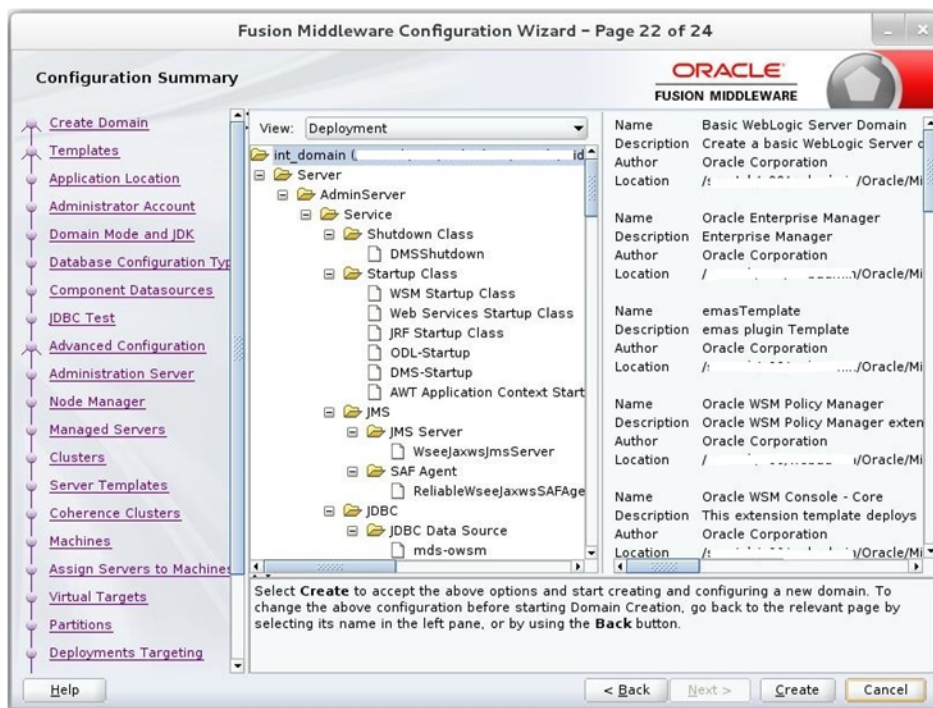 Fusion Middleware Configuration Wizard – Page 22 of 24
Configuration Summary
ORACLE
FUSION MIDDLEWARE
Create Domain
Templates
Application Location
Administrator Account
Domain Mode and JDK
Database Configuration Typ
Component Datasources
JDBC Test
Advanced Configuration
Administration Server
Node Manager
Managed Servers
Clusters
Server Templates
Coherence Clusters
Machines
Assign Servers to Machines
Virtual Targets
Partitions
Deployments Targeting
View: Deployment
int_domain ( id
Server
AdminServer
Service
Shutdown Class
DMSShutdown
Startup Class
WSM Startup Class
Web Services Startup Class
JRF Startup Class
ODL-Startup
DMS-Startup
AWT Application Context Start
JMS
JMS Server
WseeJaxwsJmsServer
SAF Agent
ReliableWseeJaxwsSAFAge
JDBC
JDBC Data Source
mds-owsm
Name Basic WebLogic Server Domain
Description Create a basic WebLogic Server d
Author Oracle Corporation
Location /Oracle/Mi
Name Oracle Enterprise Manager
Description Enterprise Manager
Author Oracle Corporation
Location /Oracle/Mi
Name emasTemplate
Description emas plugin Template
Author Oracle Corporation
Location /Oracle/Mi
Name Oracle WSM Policy Manager
Description Oracle WSM Policy Manager exten
Author Oracle Corporation
Location /Oracle/Mi
Name Oracle WSM Console - Core
Description This extension template deploys
Author Oracle Corporation
Location /Oracle/Mi
Select Create to accept the above options and start creating and configuring a new domain. To
change the above configuration before starting Domain Creation, go back to the relevant page by
selecting its name in the left pane, or by using the Back button.
Help
< Back
Next >
Create
Cancel